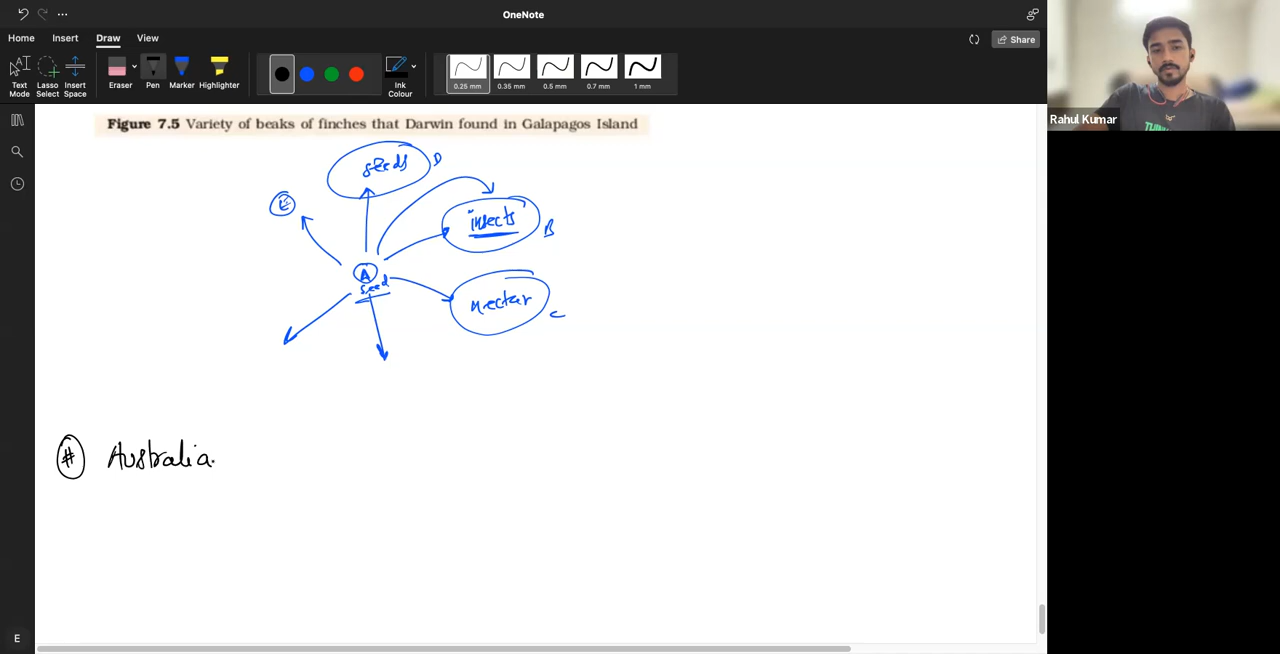 OneNote
Home Insert Draw View
Share
Text Mode
Lasso Select
Insert Space
Eraser
Pen
Marker
Highlighter
Ink Colour
0.25 mm
0.35 mm
0.5 mm
0.7 mm
1 mm
Rahul Kumar
Figure 7.5 Variety of beaks of finches that Darwin found in Galapagos Island
seeds D
E
insects B
A
seed
nectar C
# Australia
E